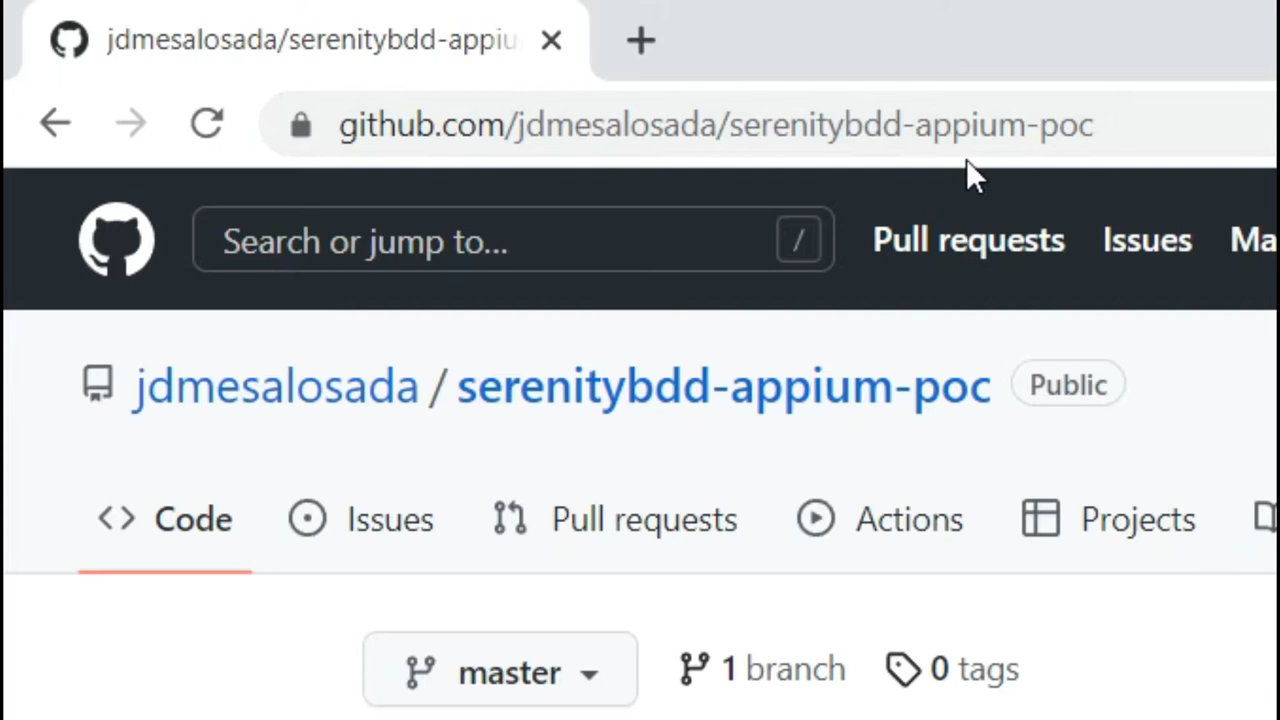 jdmesalosada/serenitybdd-appiu
github.com/jdmesalosada/serenitybdd-appium-poc
Search or jump to... / Pull requests Issues Ma
jdmesalosada / serenitybdd-appium-poc Public
Code Issues Pull requests Actions Projects
master 1 branch 0 tags